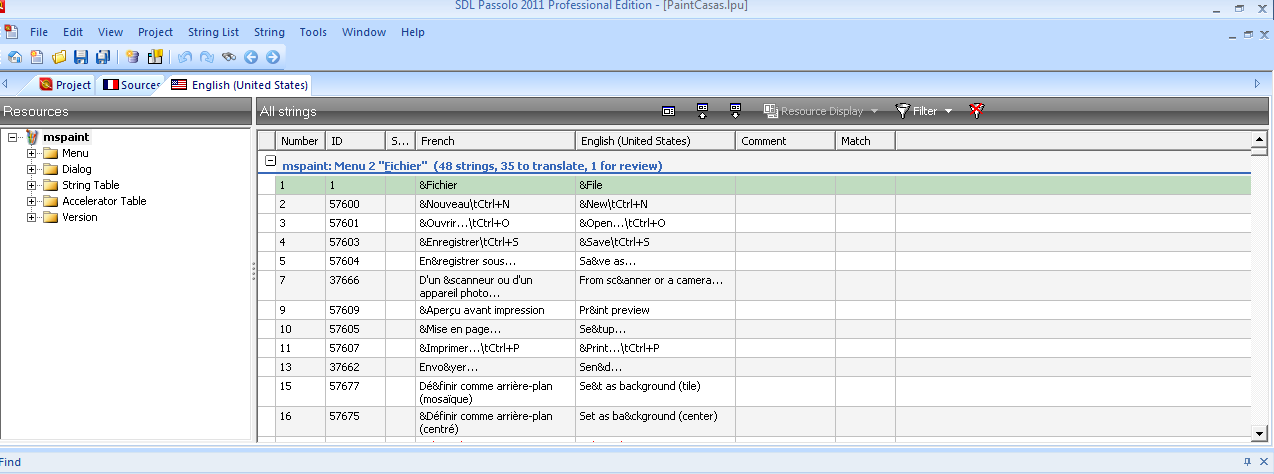 SDL Passolo 2011 Professional Edition - [PaintCasas.lpu]
File Edit View Project String List String Tools Window Help
Project Sources English (United States)
Resources
All strings Resource Display Filter
mspaint
Menu
Dialog
String Table
Accelerator Table
Version
Number ID S... French English (United States) Comment Match
mspaint: Menu 2 "Fichier" (48 strings, 35 to translate, 1 for review)
1 1 &Fichier &File
2 57600 &Nouveau\tCtrl+N &New\tCtrl+N
3 57601 &Ouvrir...\tCtrl+O &Open...\tCtrl+O
4 57603 &Enregistrer\tCtrl+S &Save\tCtrl+S
5 57604 En&registrer sous... Sa&ve as...
7 37666 D'un &scanneur ou d'un From sc&anner or a camera...
appareil photo...
9 57609 &Aperçu avant impression Pr&int preview
10 57605 &Mise en page... Se&tup...
11 57607 &Imprimer...\tCtrl+P &Print...\tCtrl+P
13 37662 Envo&yer... Sen&d...
15 57677 Dé&finir comme arrière-plan Se&t as background (tile)
(mosaïque)
16 57675 &Définir comme arrière-plan Set as ba&ckground (center)
(centré)
Find